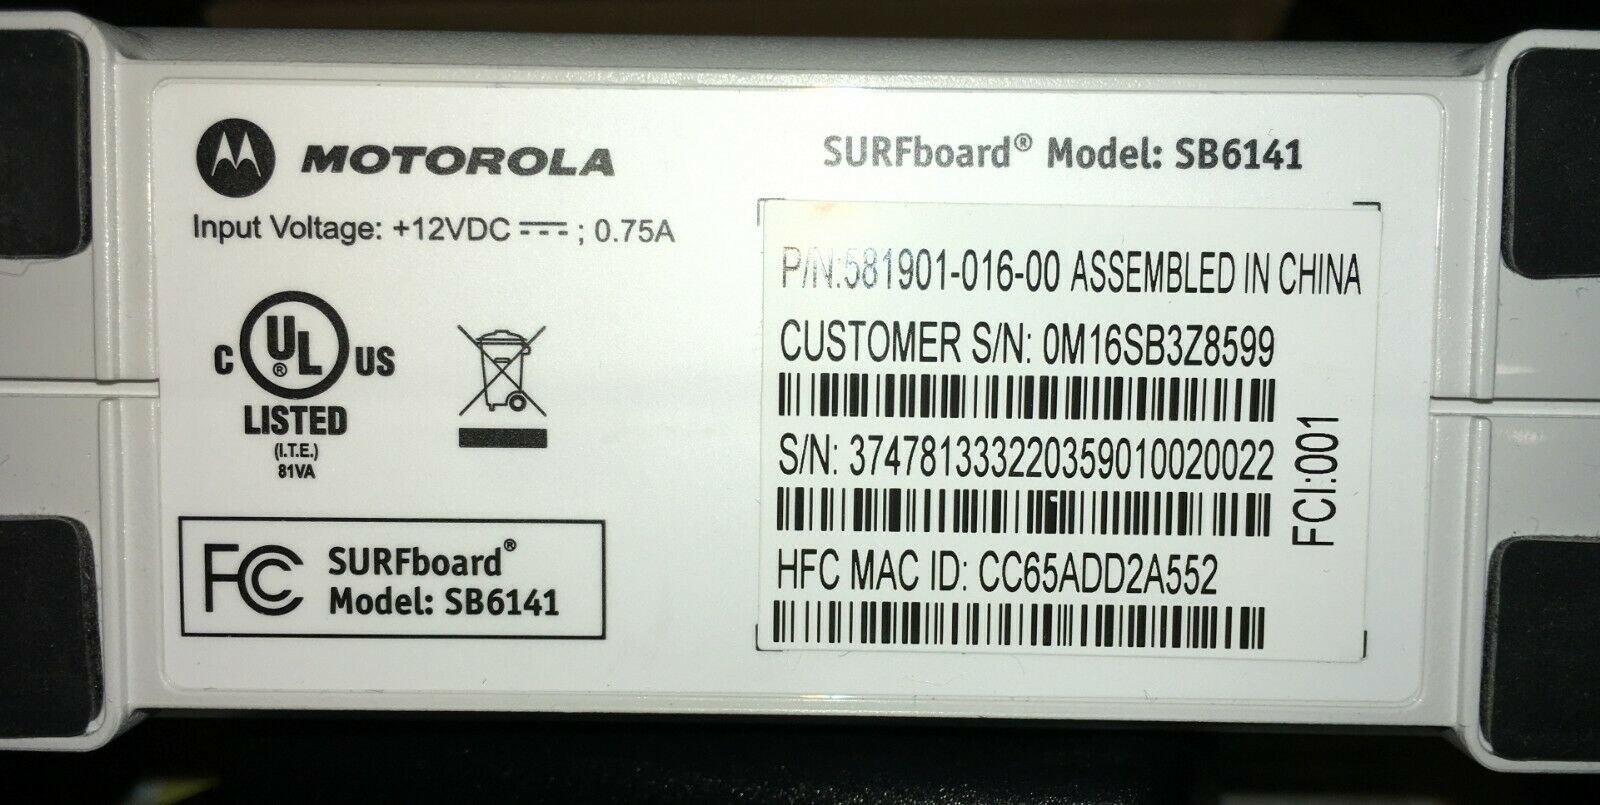 MOTOROLA
Input Voltage: +12VDC ⎓ ; 0.75A
C UL® US
LISTED
(I.T.E.)
81VA
FC SURFboard®
Model: SB6141
SURFboard® Model: SB6141
P/N:581901-016-00 ASSEMBLED IN CHINA
CUSTOMER S/N: 0M16SB3Z8599
S/N: 374781333220359010020022
HFC MAC ID: CC65ADD2A552
FCI:001